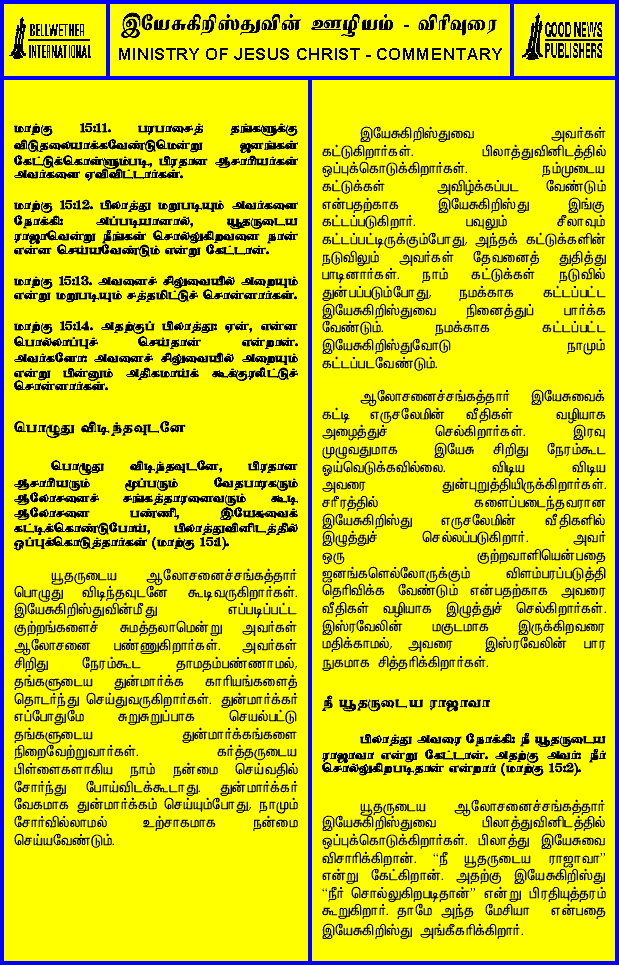 BELLWETHER
INTERNATIONAL
இயேசுகிறிஸ்துவின் ஊழியம் - விரிவுரை
MINISTRY OF JESUS CHRIST - COMMENTARY
GOOD NEWS
PUBLISHERS
மாற்கு 15:11. பரபாசைத் தங்களுக்கு
விடுதலையாக்கவேண்டுமென்று ஜனங்கள்
கேட்டுக்கொள்ளும்படி, பிரதான ஆசாரியர்கள்
அவர்களை ஏவிவிட்டார்கள்.
மாற்கு 15:12. பிலாத்து மறுபடியும் அவர்களை
நோக்கி: அப்படியானால், யூதருடைய
ராஜாவென்று நீங்கள் சொல்லுகிறவனை நான்
என்ன செய்யவேண்டும் என்று கேட்டான்.
மாற்கு 15:13. அவனைச் சிலுவையில் அறையும்
என்று மறுபடியும் சத்தமிட்டுச் சொன்னார்கள்.
மாற்கு 15:14. அதற்குப் பிலாத்து: ஏன், என்ன
பொல்லாப்புச் செய்தான் என்றான்.
அவர்களோ: அவனைச் சிலுவையில் அறையும்
என்று பின்னும் அதிகமாய்க் கூக்குரலிட்டுச்
சொன்னார்கள்.
பொழுது விடிந்தவுடனே
பொழுது விடிந்தவுடனே, பிரதான
ஆசாரியரும் மூப்பரும் வேதபாரகரும்
ஆலோசனைச் சங்கத்தாரனைவரும் கூடி
ஆலோசனை பண்ணி, இயேசுவைக்
கட்டிக்கொண்டுபோய், பிலாத்துவினிடத்தில்
ஒப்புக்கொடுத்தார்கள் (மாற்கு 15:1).
யூதருடைய ஆலோசனைச்சங்கத்தார்
பொழுது விடிந்தவுடனே கூடிவருகிறார்கள்.
இயேசுகிறிஸ்துவின்மீது எப்படிப்பட்ட
குற்றங்களைச் சுமத்தலாமென்று அவர்கள்
ஆலோசனை பண்ணுகிறார்கள். அவர்கள்
சிறிது நேரம்கூட தாமதம்பண்ணாமல்,
தங்களுடைய துன்மார்க்க காரியங்களைத்
தொடர்ந்து செய்துவருகிறார்கள். துன்மார்க்கர்
எப்போதுமே சுறுசுறுப்பாக செயல்பட்டு
தங்களுடைய துன்மார்க்கங்களை
நிறைவேற்றுவார்கள். கர்த்தருடைய
பிள்ளைகளாகிய நாம் நன்மை செய்வதில்
சோர்ந்து போய்விடக்கூடாது. துன்மார்க்கர்
வேகமாக துன்மார்க்கம் செய்யும்போது, நாமும்
சோர்வில்லாமல் உற்சாகமாக நன்மை
செய்யவேண்டும்.
இயேசுகிறிஸ்துவை அவர்கள்
கட்டுகிறார்கள். பிலாத்துவினிடத்தில்
ஒப்புக்கொடுக்கிறார்கள். நம்முடைய
கட்டுக்கள் அவிழ்க்கப்பட வேண்டும்
என்பதற்காக இயேசுகிறிஸ்து இங்கு
கட்டப்படுகிறார். பவுலும் சீலாவும்
கட்டப்பட்டிருக்கும்போது, அந்தக் கட்டுக்களின்
நடுவிலும் அவர்கள் தேவனைத் துதித்து
பாடினார்கள். நாம் கட்டுக்கள் நடுவில்
துன்பப்படும்போது, நமக்காக கட்டப்பட்ட
இயேசுகிறிஸ்துவை நினைத்துப் பார்க்க
வேண்டும். நமக்காக கட்டப்பட்ட
இயேசுகிறிஸ்துவோடு நாமும்
கட்டப்படவேண்டும்.
ஆலோசனைச்சங்கத்தார் இயேசுவைக்
கட்டி எருசலேமின் வீதிகள் வழியாக
அழைத்துச் செல்கிறார்கள். இரவு
முழுவதுமாக இயேசு சிறிது நேரம்கூட
ஓய்வெடுக்கவில்லை. விடிய விடிய
அவரை துன்புறுத்தியிருக்கிறார்கள்.
சரீரத்தில் களைப்படைந்தவரான
இயேசுகிறிஸ்து எருசலேமின் வீதிகளில்
இழுத்துச் செல்லப்படுகிறார். அவர்
ஒரு குற்றவாளியென்பதை
ஜனங்களெல்லோருக்கும் விளம்பரப்படுத்தி
தெரிவிக்க வேண்டும் என்பதற்காக அவரை
வீதிகள் வழியாக இழுத்துச் செல்கிறார்கள்.
இஸ்ரவேலின் மகுடமாக இருக்கிறவரை
மதிக்காமல், அவரை இஸ்ரவேலின் பார
நுகமாக சித்தரிக்கிறார்கள்.
நீ யூதருடைய ராஜாவா
பிலாத்து அவரை நோக்கி: நீ யூதருடைய
ராஜாவா என்று கேட்டான். அதற்கு அவர்: நீர்
சொல்லுகிறபடிதான் என்றார் (மாற்கு 15:2).
யூதருடைய ஆலோசனைச்சங்கத்தார்
இயேசுகிறிஸ்துவை பிலாத்துவினிடத்தில்
ஒப்புக்கொடுக்கிறார்கள். பிலாத்து இயேசுவை
விசாரிக்கிறான். “நீ யூதருடைய ராஜாவா”
என்று கேட்கிறான். அதற்கு இயேசுகிறிஸ்து
“நீர் சொல்லுகிறபடிதான்” என்று பிரதியுத்தரம்
கூறுகிறார். தாமே அந்த மேசியா என்பதை
இயேசுகிறிஸ்து அங்கீகரிக்கிறார்.